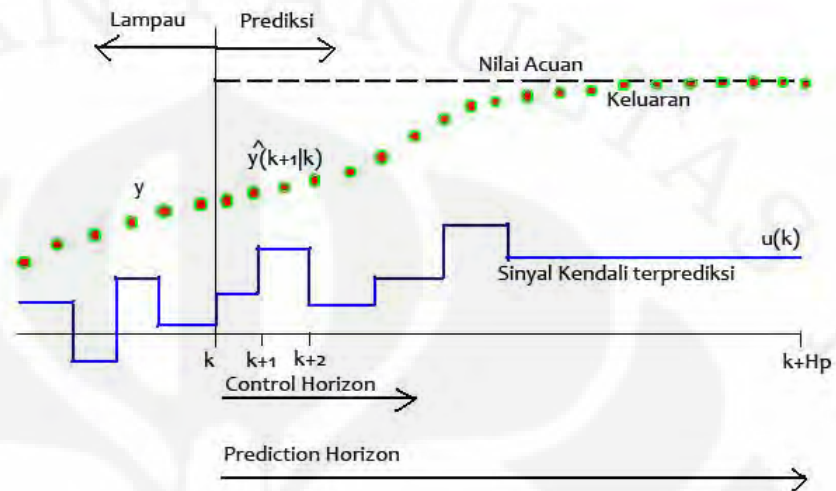 Lampau
Prediksi
Nilai Acuan
Keluaran
ŷ(k+1|k)
y
u(k)
Sinyal Kendali terprediksi
k
k+1
k+2
k+Hp
Control Horizon
Prediction Horizon